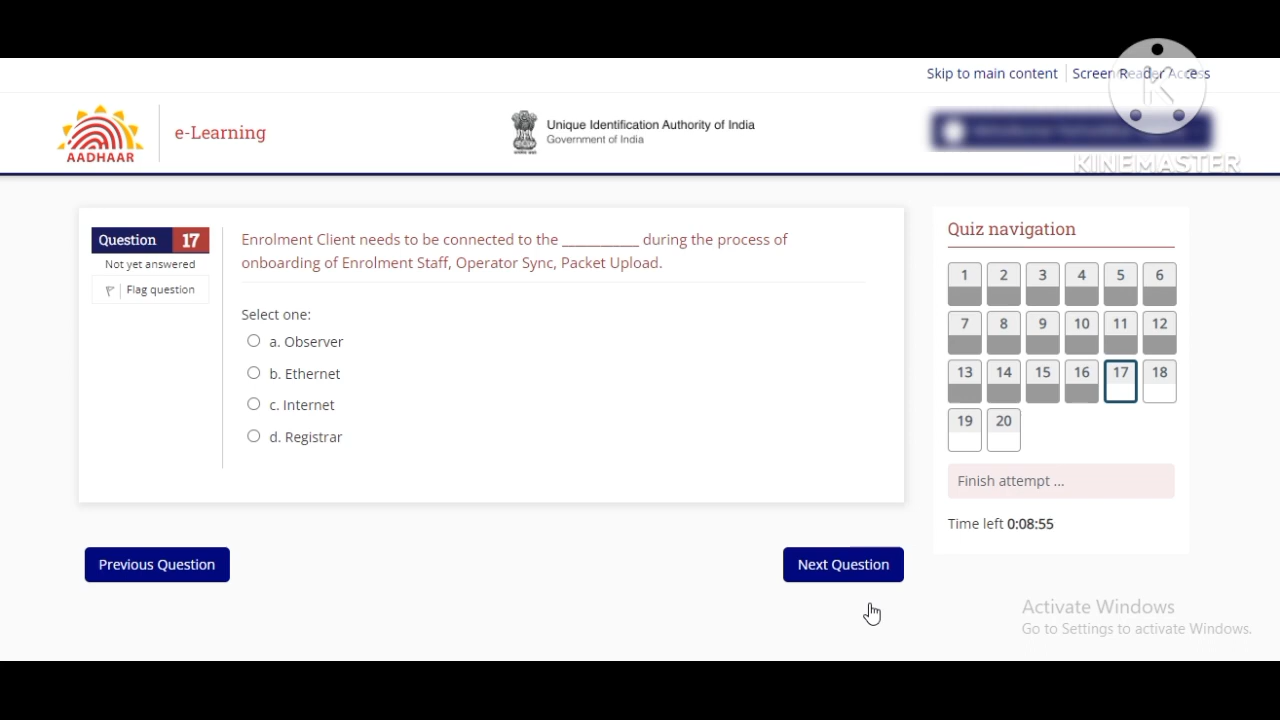 Skip to main content
Screen Reader Access
AADHAAR
e-Learning
Unique Identification Authority of India
Government of India
K
KINEMASTER
Question 17
Not yet answered
Flag question
Enrolment Client needs to be connected to the ____________ during the process of
onboarding of Enrolment Staff, Operator Sync, Packet Upload.
Select one:
a. Observer
b. Ethernet
c. Internet
d. Registrar
Previous Question
Next Question
Quiz navigation
1 2 3 4 5 6
7 8 9 10 11 12
13 14 15 16 17 18
19 20
Finish attempt ...
Time left 0:08:55
Activate Windows
Go to Settings to activate Windows.